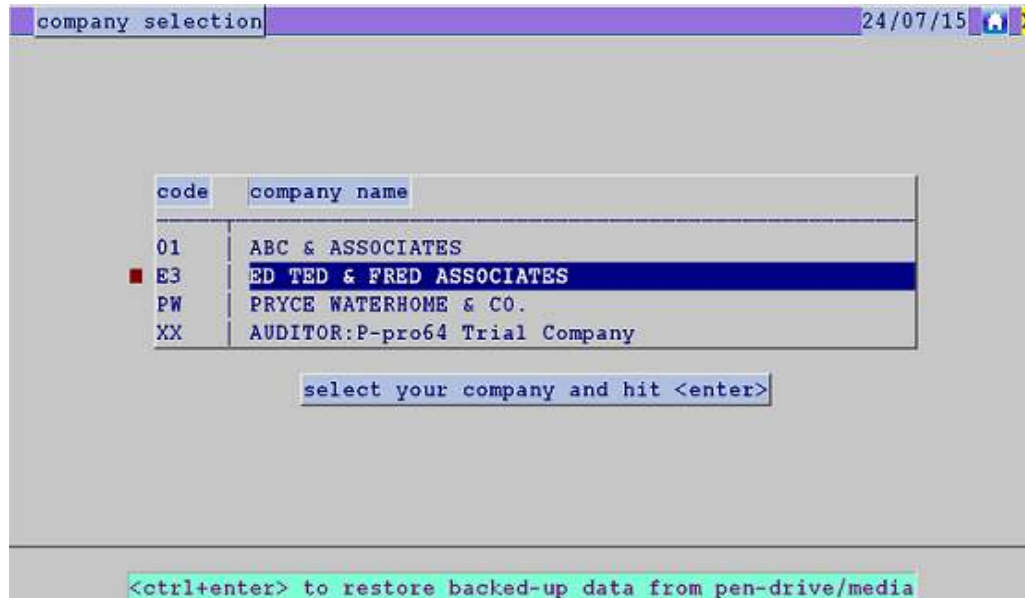 company selection 24/07/15
code company name
01 ABC & ASSOCIATES
E3 ED TED & FRED ASSOCIATES
PW PRYCE WATERHOME & CO.
XX AUDITOR:P-pro64 Trial Company
select your company and hit <enter>
<ctrl+enter> to restore backed-up data from pen-drive/media